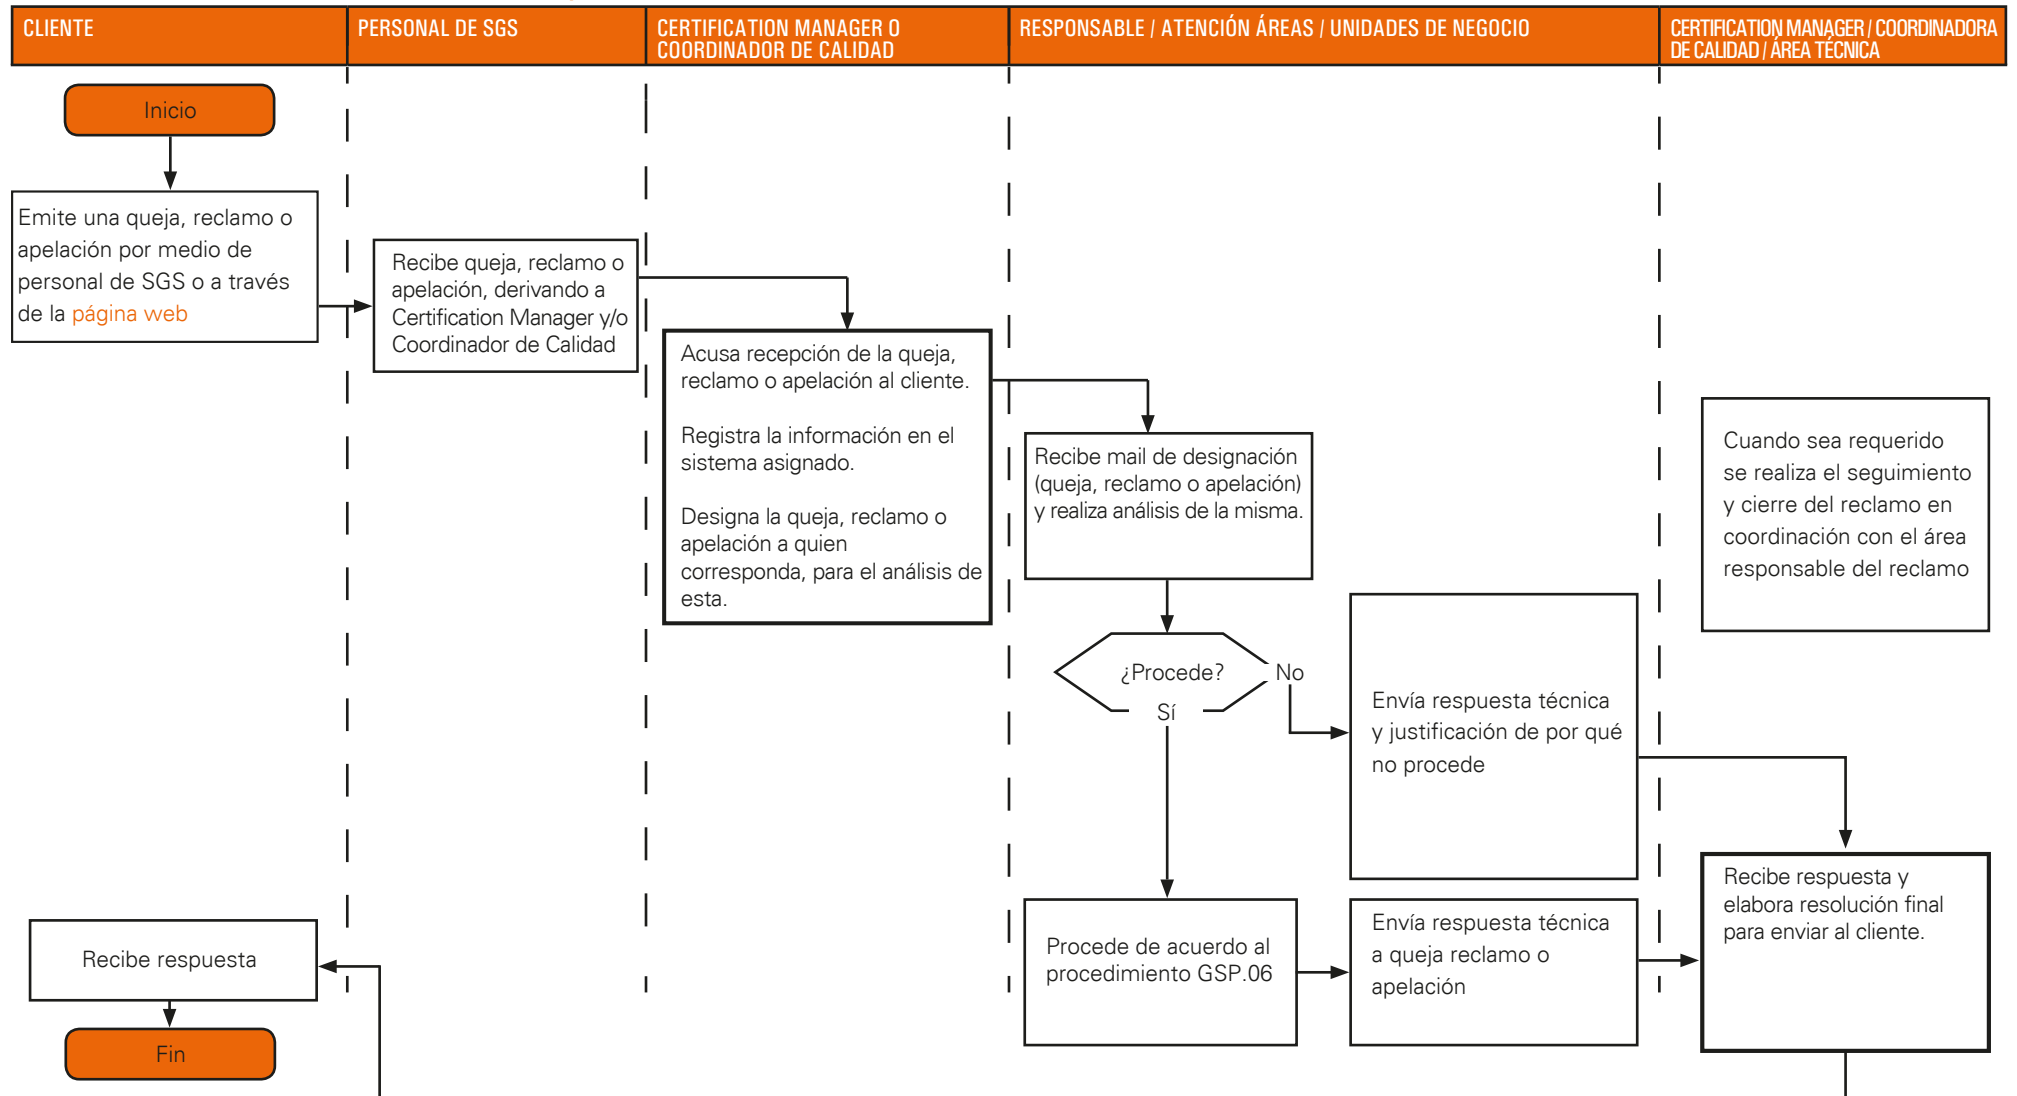 CLIENTE
PERSONAL DE SGS
CERTIFICATION MANAGER O
COORDINADOR DE CALIDAD
RESPONSABLE / ATENCIÓN ÁREAS / UNIDADES DE NEGOCIO
CERTIFICATION MANAGER / COORDINADORA
DE CALIDAD / ÁREA TÉCNICA
Inicio
Emite una queja, reclamo o
apelación por medio de
personal de SGS o a través
de la página web
Recibe queja, reclamo o
apelación, derivando a
Certification Manager y/o
Coordinador de Calidad
Acusa recepción de la queja,
reclamo o apelación al cliente.
Registra la información en el
sistema asignado.
Designa la queja, reclamo o
apelación a quien
corresponda, para el análisis de
esta.
Recibe mail de designación
(queja, reclamo o apelación)
y realiza análisis de la misma.
Cuando sea requerido
se realiza el seguimiento
y cierre del reclamo en
coordinación con el área
responsable del reclamo
¿Procede?
No
Sí
Envía respuesta técnica
y justificación de por qué
no procede
Procede de acuerdo al
procedimiento GSP.06
Envía respuesta técnica
a queja reclamo o
apelación
Recibe respuesta y
elabora resolución final
para enviar al cliente.
Recibe respuesta
Fin